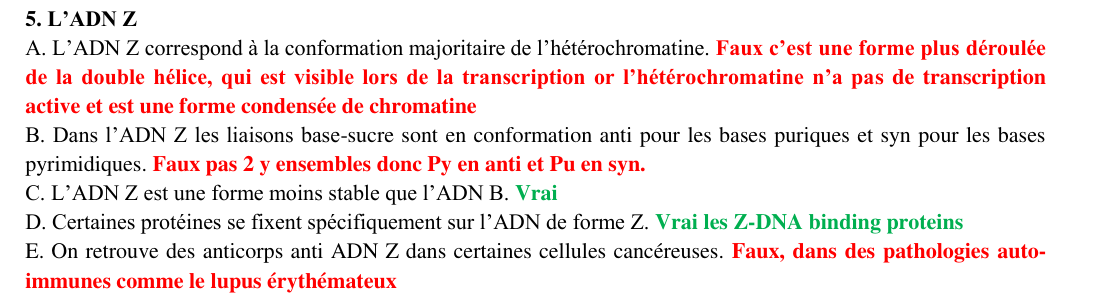 5. L’ADN Z
A. L’ADN Z correspond à la conformation majoritaire de l’hétérochromatine. Faux c’est une forme plus déroulée
de la double hélice, qui est visible lors de la transcription or l’hétérochromatine n’a pas de transcription
active et est une forme condensée de chromatine
B. Dans l’ADN Z les liaisons base-sucre sont en conformation anti pour les bases puriques et syn pour les bases
pyrimidiques. Faux pas 2 y ensembles donc Py en anti et Pu en syn.
C. L’ADN Z est une forme moins stable que l’ADN B. Vrai
D. Certaines protéines se fixent spécifiquement sur l’ADN de forme Z. Vrai les Z-DNA binding proteins
E. On retrouve des anticorps anti ADN Z dans certaines cellules cancéreuses. Faux, dans des pathologies auto-
immunes comme le lupus érythémateux